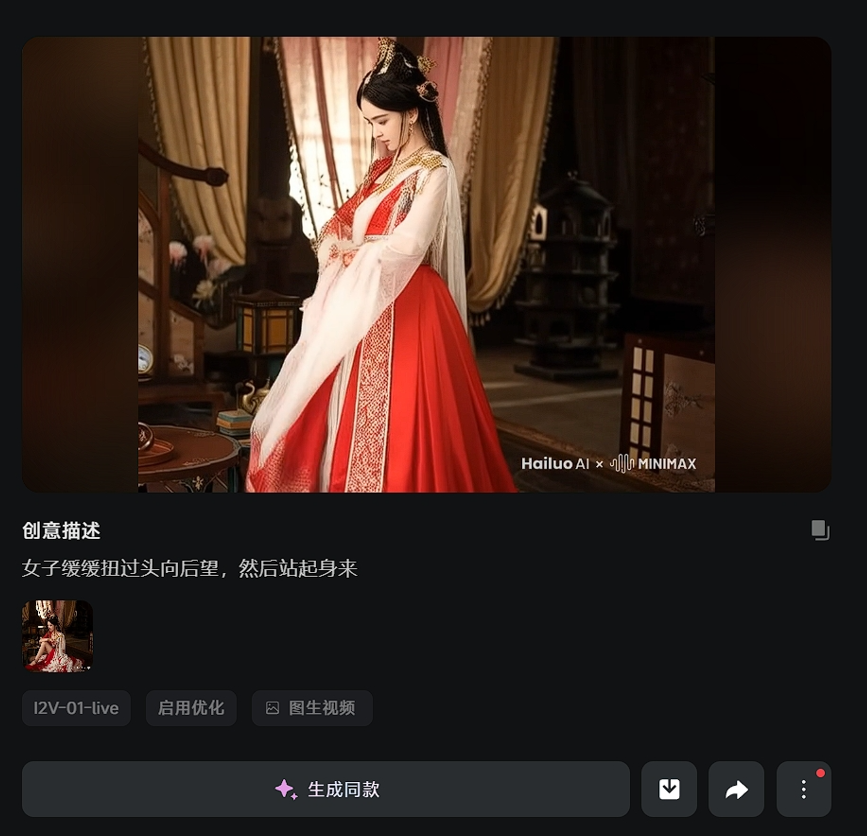 Hailuo AI × MINIMAX
创意描述
女子缓缓扭过头向后望，然后站起身来
I2V-01-live
启用优化
图生视频
生成同款